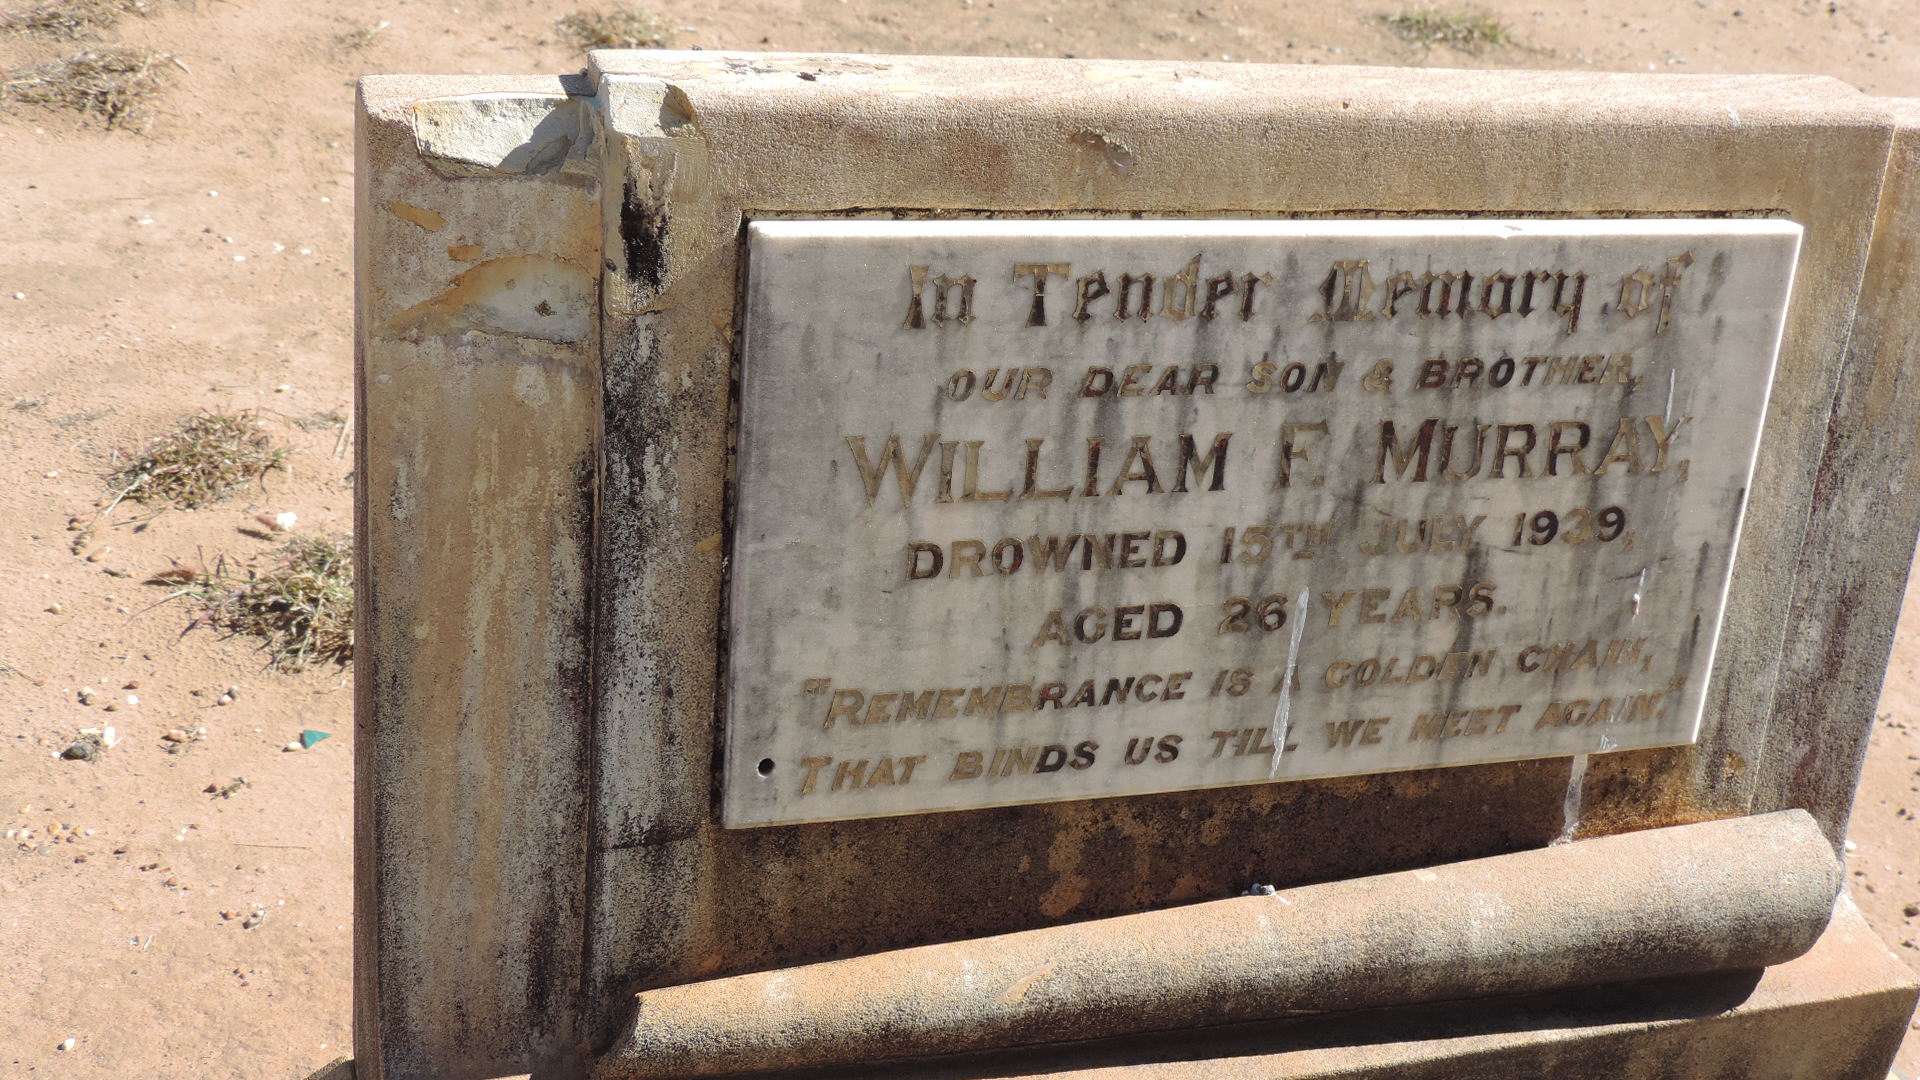 In Tender Memory of
OUR DEAR SON & BROTHER,
WILLIAM F. MURRAY,
DROWNED 15TH JULY 1939,
AGED 26 YEARS.
"REMEMBRANCE IS A GOLDEN CHAIN,
THAT BINDS US TILL WE MEET AGAIN."